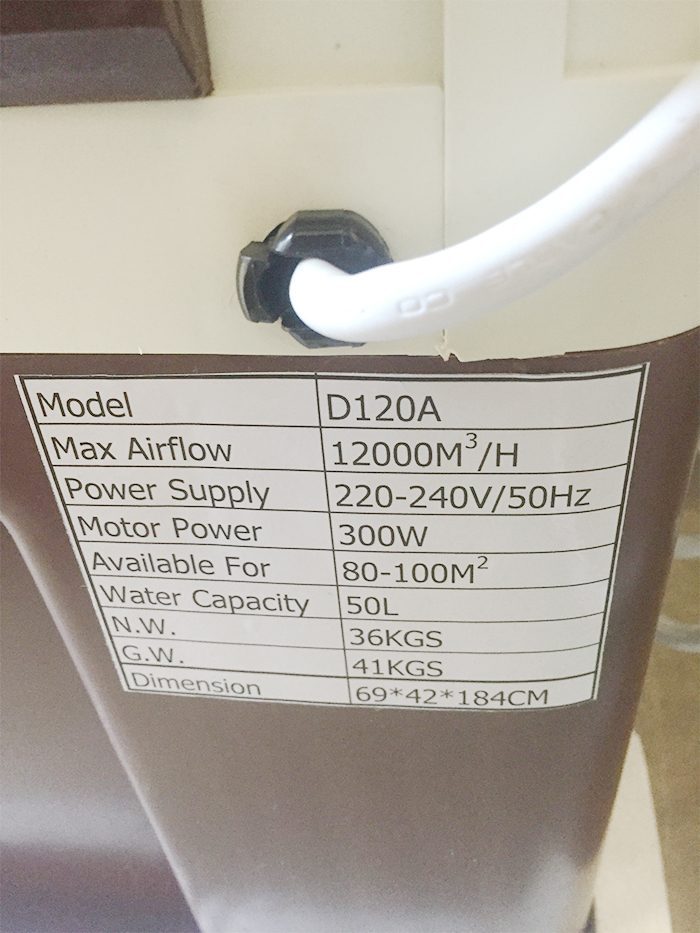 Model D120A
Max Airflow 12000M³/H
Power Supply 220-240V/50Hz
Motor Power 300W
Available For 80-100M²
Water Capacity 50L
N.W. 36KGS
G.W. 41KGS
Dimension 69*42*184CM